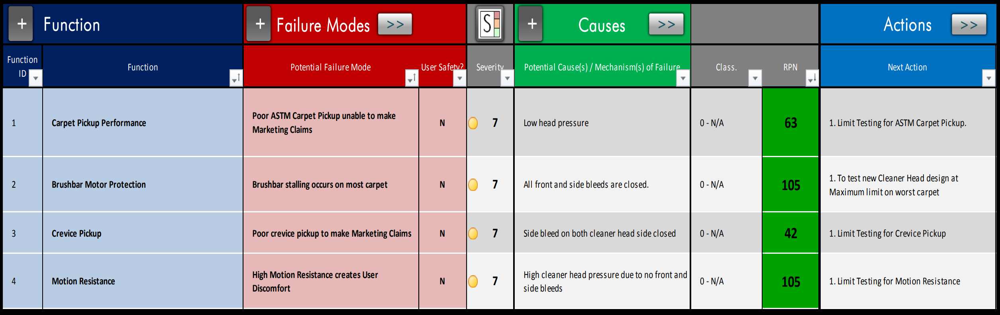 + Function + Failure Modes >> S + Causes >> Actions >>
Function ID Function Potential Failure Mode User Safety? Severity Potential Cause(s) / Mechanism(s) of Failure Class. RPN Next Action
1 Carpet Pickup Performance Poor ASTM Carpet Pickup unable to make Marketing Claims N 7 Low head pressure 0 - N/A 63 1. Limit Testing for ASTM Carpet Pickup.
2 Brushbar Motor Protection Brushbar stalling occurs on most carpet N 7 All front and side bleeds are closed. 0 - N/A 105 1. To test new Cleaner Head design at Maximum limit on worst carpet
3 Crevice Pickup Poor crevice pickup to make Marketing Claims N 7 Side bleed on both cleaner head side closed 0 - N/A 42 1. Limit Testing for Crevice Pickup
4 Motion Resistance High Motion Resistance creates User Discomfort N 7 High cleaner head pressure due to no front and side bleeds 0 - N/A 105 1. Limit Testing for Motion Resistance